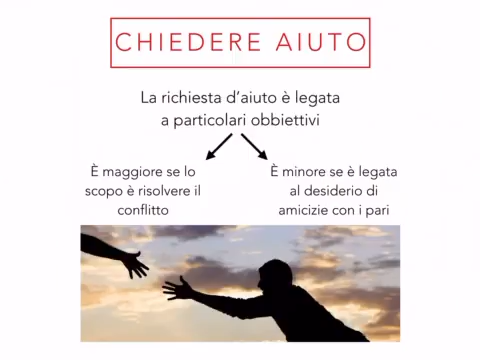 CHIEDERE AIUTO
La richiesta d'aiuto è legata
a particolari obbiettivi
È maggiore se lo
scopo è risolvere il
conflitto
È minore se è legata
al desiderio di
amicizie con i pari